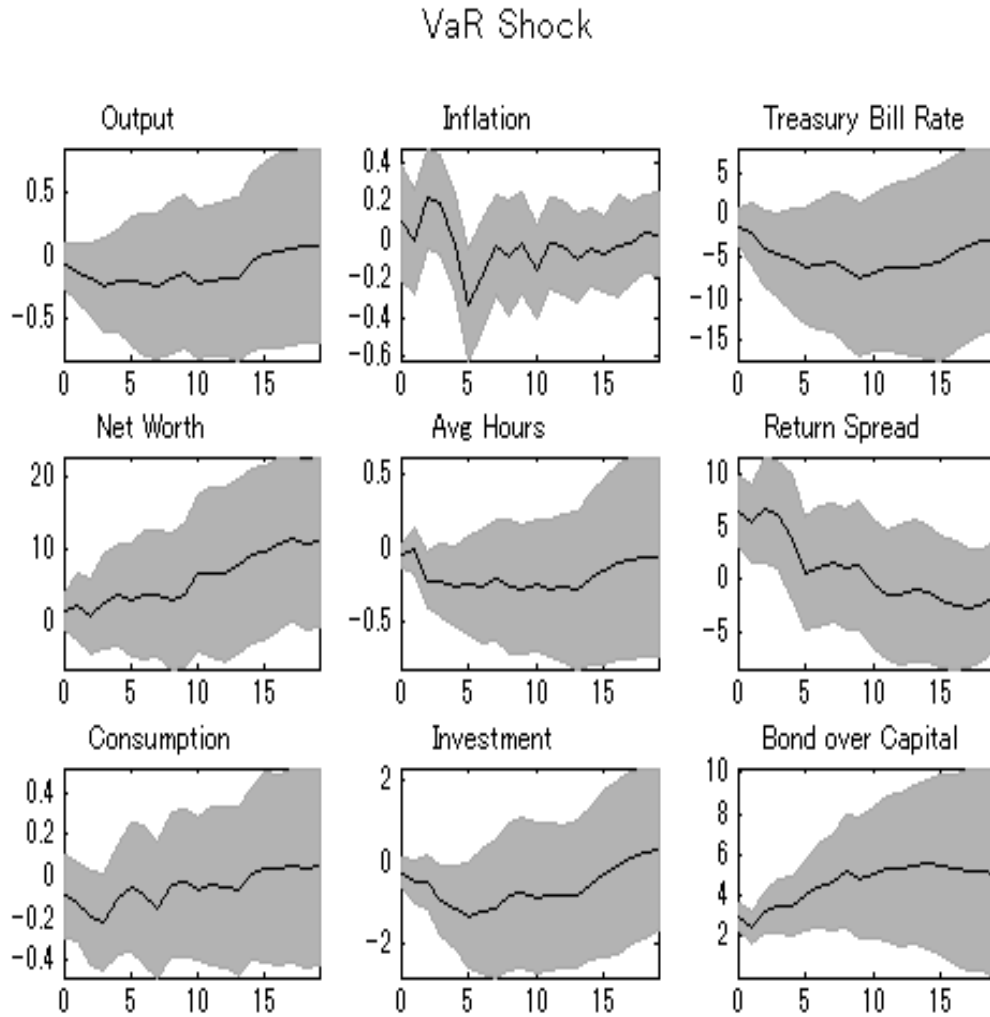 VaR Shock
Output Inflation Treasury Bill Rate
0.5
0
-0.5
0 5 10 15
0.4
0.2
0
-0.2
-0.4
-0.6
0 5 10 15
5
0
-5
-10
-15
0 5 10 15
Net Worth Avg Hours Return Spread
20
10
0
0 5 10 15
0.5
0
-0.5
0 5 10 15
10
5
0
-5
0 5 10 15
Consumption Investment Bond over Capital
0.4
0.2
0
-0.2
-0.4
0 5 10 15
2
0
-2
0 5 10 15
10
8
6
4
2
0 5 10 15